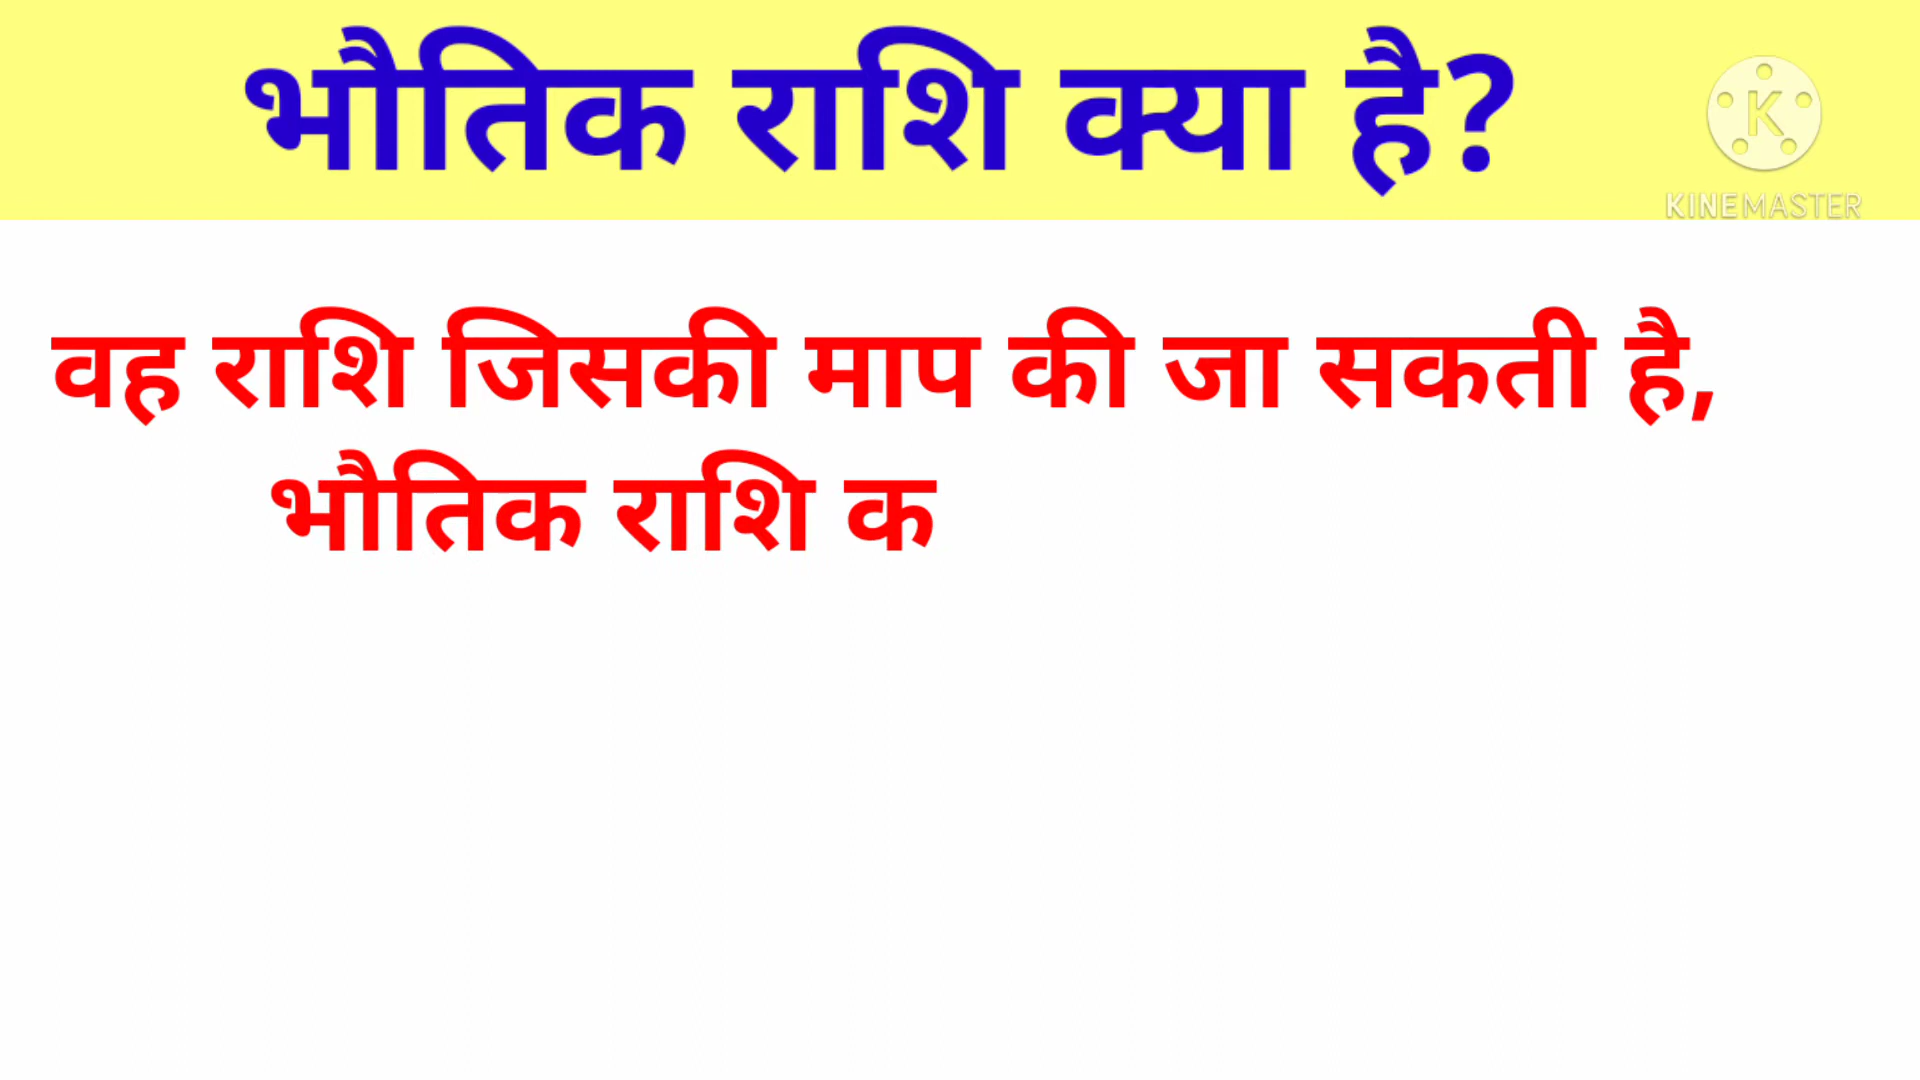 भौतिक राशि क्या है?
K
KINEMASTER
वह राशि जिसकी माप की जा सकती है,
भौतिक राशि क